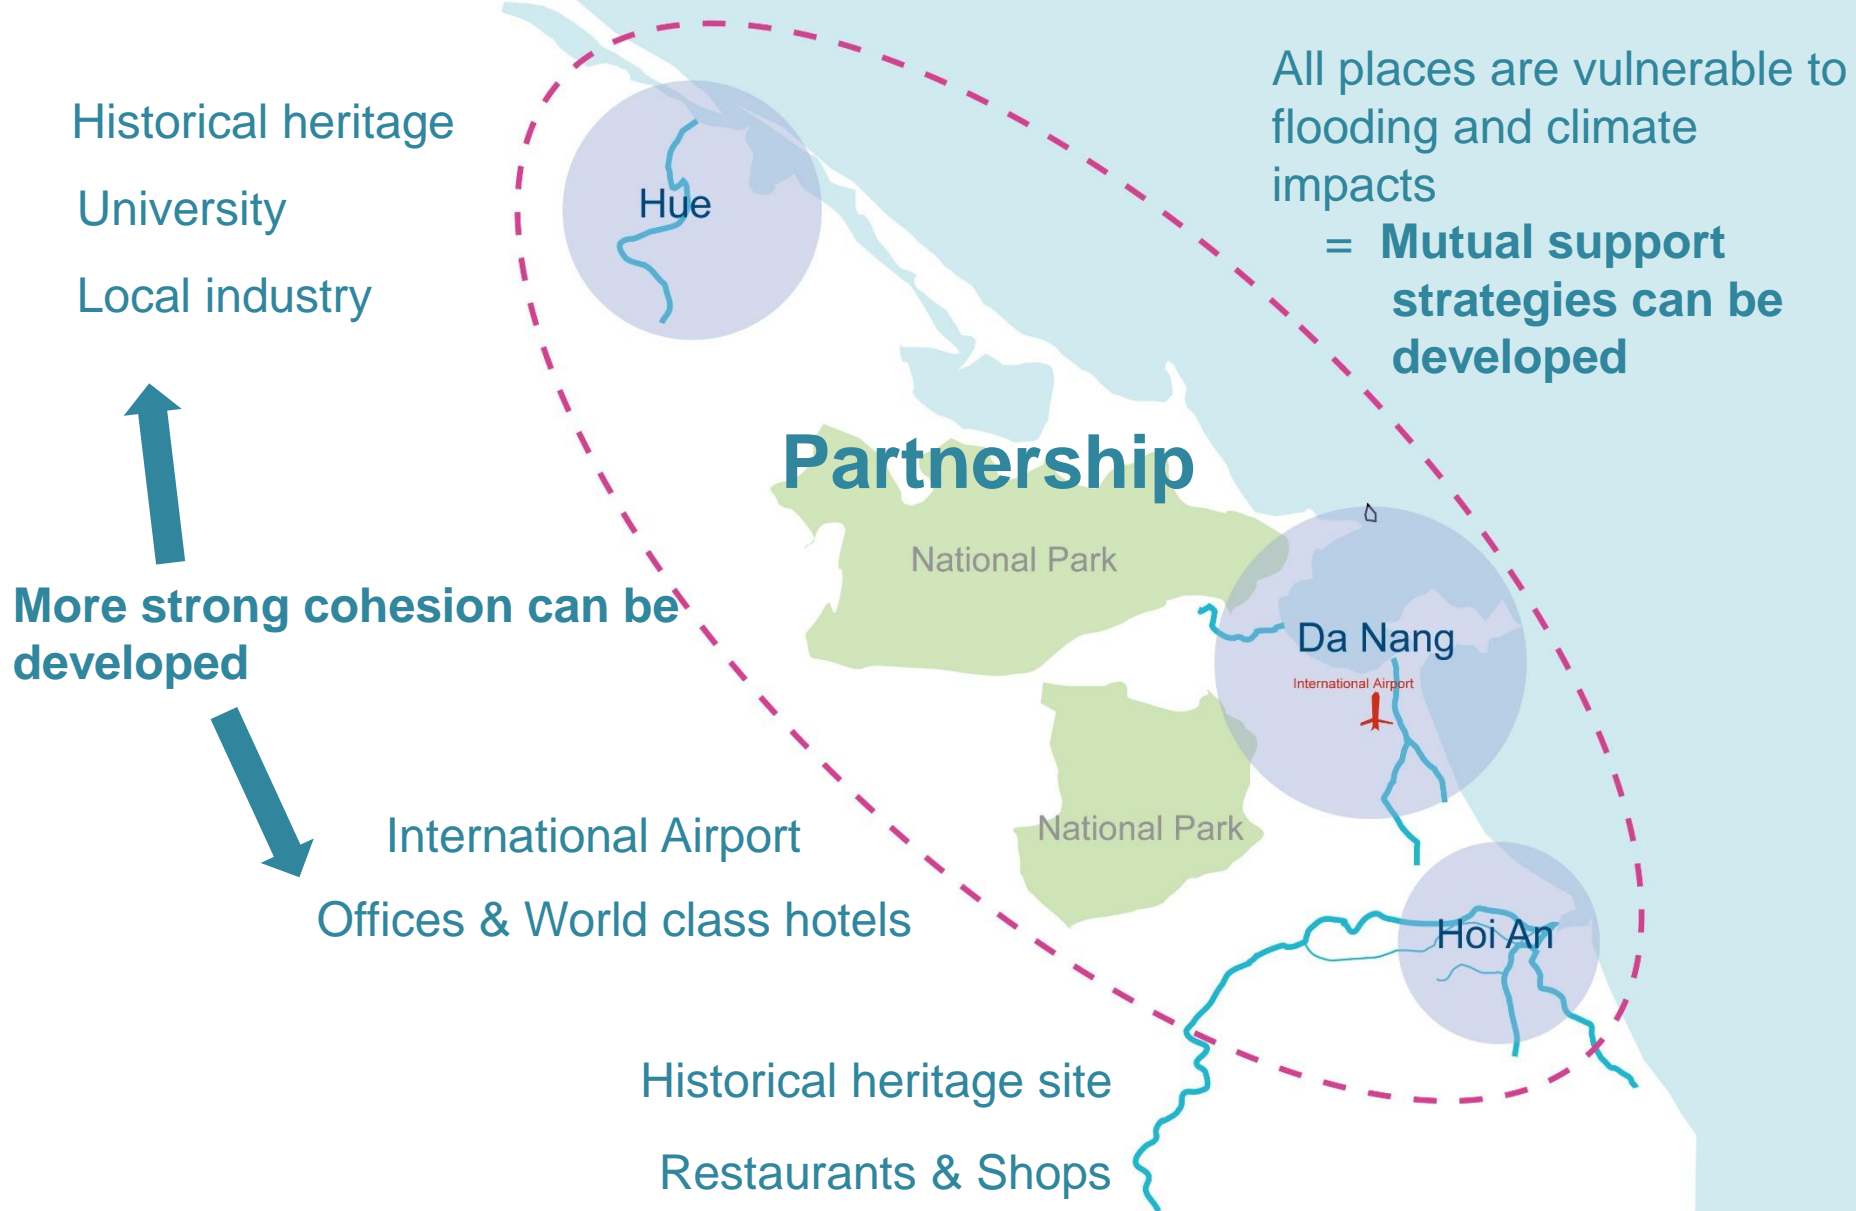 Historical heritage
University
Local industry
All places are vulnerable to
flooding and climate
impacts
= Mutual support
strategies can be
developed
Hue
Partnership
National Park
More strong cohesion can be
developed
Da Nang
International Airport
National Park
International Airport
Offices & World class hotels
Hoi An
Historical heritage site
Restaurants & Shops